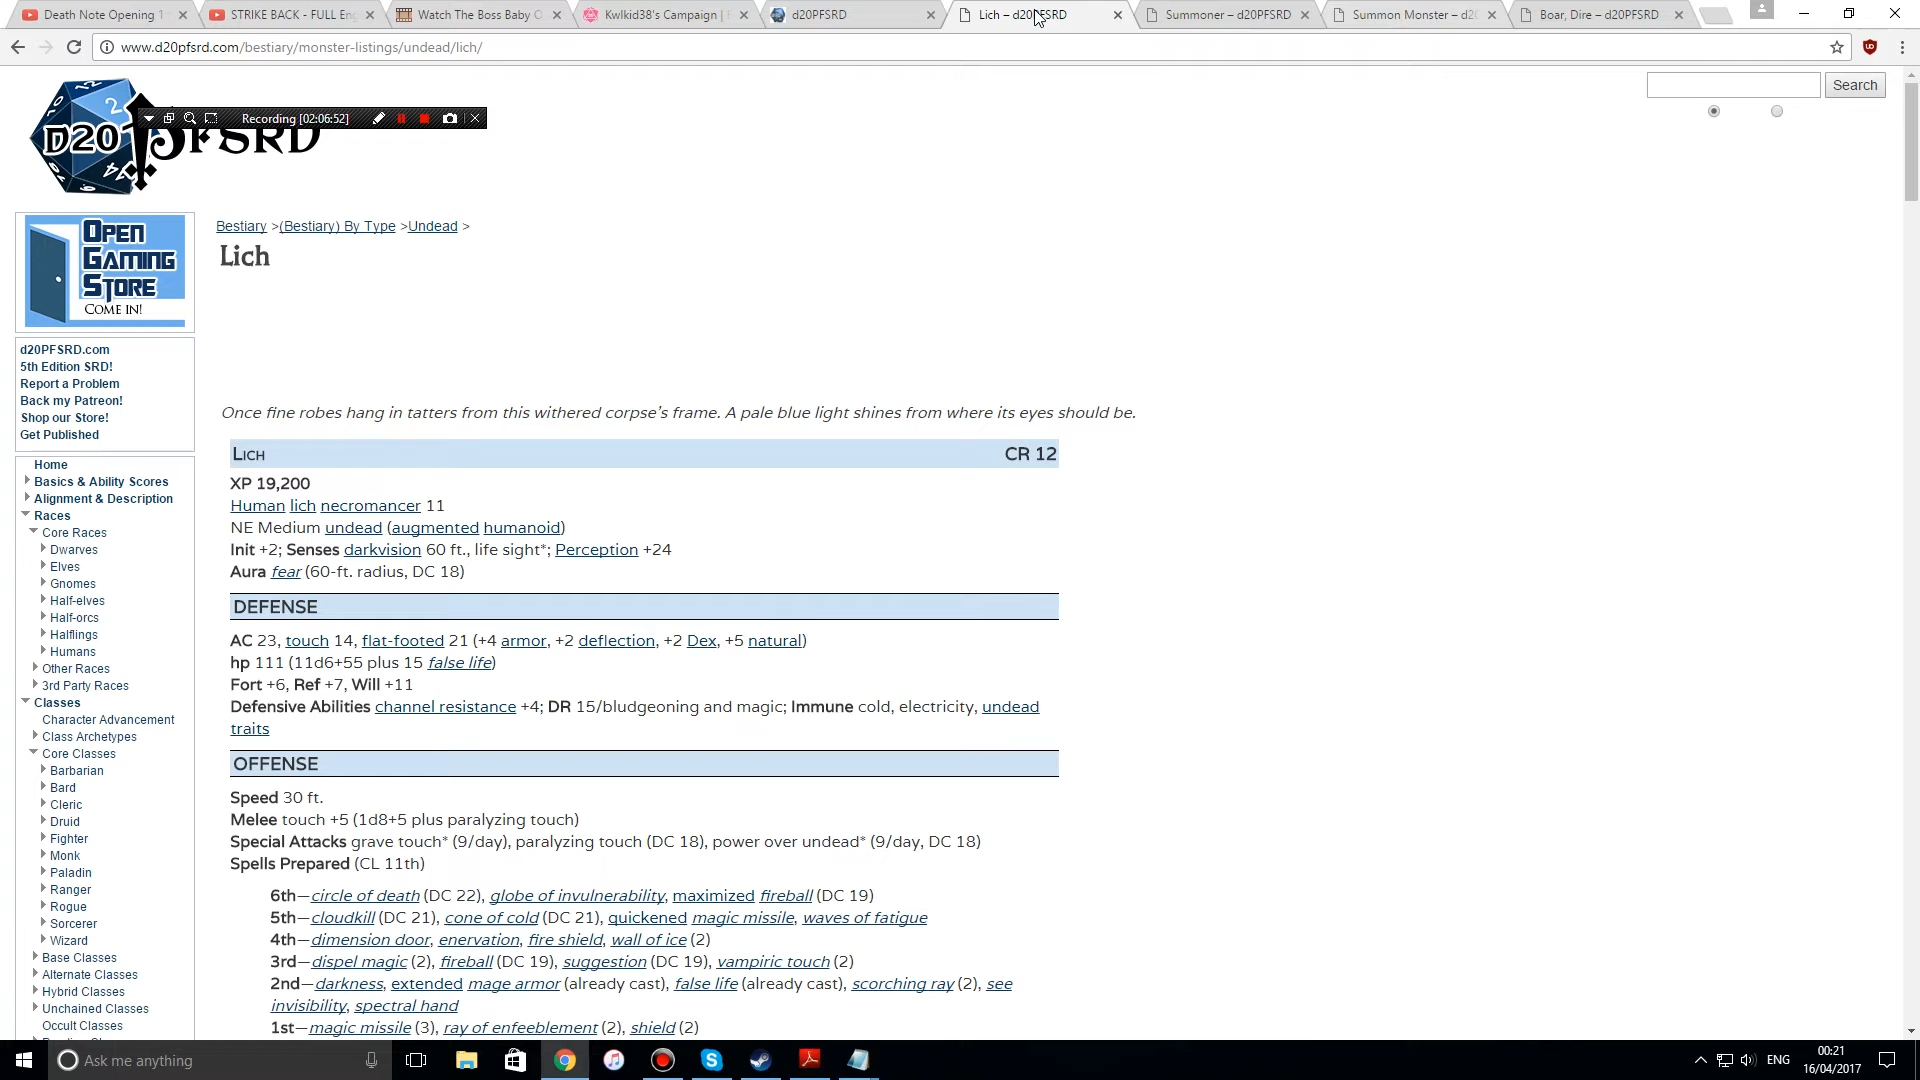 Death Note Opening 1
STRIKE BACK - FULL En
Watch The Boss Baby O
Kwlkid38's Campaign |
d20PFSRD
Lich – d20PFSRD
Summoner – d20PFSRD
Summon Monster – d20
Boar, Dire – d20PFSRD
www.d20pfsrd.com/bestiary/monster-listings/undead/lich/
Search
D20PFSRD
Recording [02:06:52]
OPEN
GAMING
STORE
COME IN!
Bestiary >(Bestiary) By Type >Undead >
Lich
d20PFSRD.com
5th Edition SRD!
Report a Problem
Back my Patreon!
Shop our Store!
Get Published
Home
Basics & Ability Scores
Alignment & Description
Races
Core Races
Dwarves
Elves
Gnomes
Half-elves
Half-orcs
Halflings
Humans
Other Races
3rd Party Races
Classes
Character Advancement
Class Archetypes
Core Classes
Barbarian
Bard
Cleric
Druid
Fighter
Monk
Paladin
Ranger
Rogue
Sorcerer
Wizard
Base Classes
Alternate Classes
Hybrid Classes
Unchained Classes
Occult Classes
Once fine robes hang in tatters from this withered corpse's frame. A pale blue light shines from where its eyes should be.
LICH CR 12
XP 19,200
Human lich necromancer 11
NE Medium undead (augmented humanoid)
Init +2; Senses darkvision 60 ft., life sight*; Perception +24
Aura fear (60-ft. radius, DC 18)
DEFENSE
AC 23, touch 14, flat-footed 21 (+4 armor, +2 deflection, +2 Dex, +5 natural)
hp 111 (11d6+55 plus 15 false life)
Fort +6, Ref +7, Will +11
Defensive Abilities channel resistance +4; DR 15/bludgeoning and magic; Immune cold, electricity, undead
traits
OFFENSE
Speed 30 ft.
Melee touch +5 (1d8+5 plus paralyzing touch)
Special Attacks grave touch* (9/day), paralyzing touch (DC 18), power over undead* (9/day, DC 18)
Spells Prepared (CL 11th)
6th—circle of death (DC 22), globe of invulnerability, maximized fireball (DC 19)
5th—cloudkill (DC 21), cone of cold (DC 21), quickened magic missile, waves of fatigue
4th—dimension door, enervation, fire shield, wall of ice (2)
3rd—dispel magic (2), fireball (DC 19), suggestion (DC 19), vampiric touch (2)
2nd—darkness, extended mage armor (already cast), false life (already cast), scorching ray (2), see
invisibility, spectral hand
1st—magic missile (3), ray of enfeeblement (2), shield (2)
Ask me anything
ENG
00:21
16/04/2017